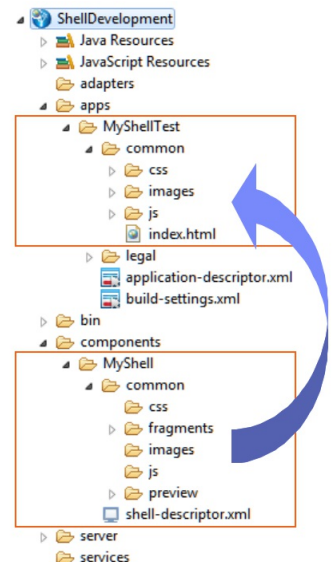 ShellDevelopment
Java Resources
JavaScript Resources
adapters
apps
MyShellTest
common
css
images
js
index.html
legal
application-descriptor.xml
build-settings.xml
bin
components
MyShell
common
css
fragments
images
js
preview
shell-descriptor.xml
server
services